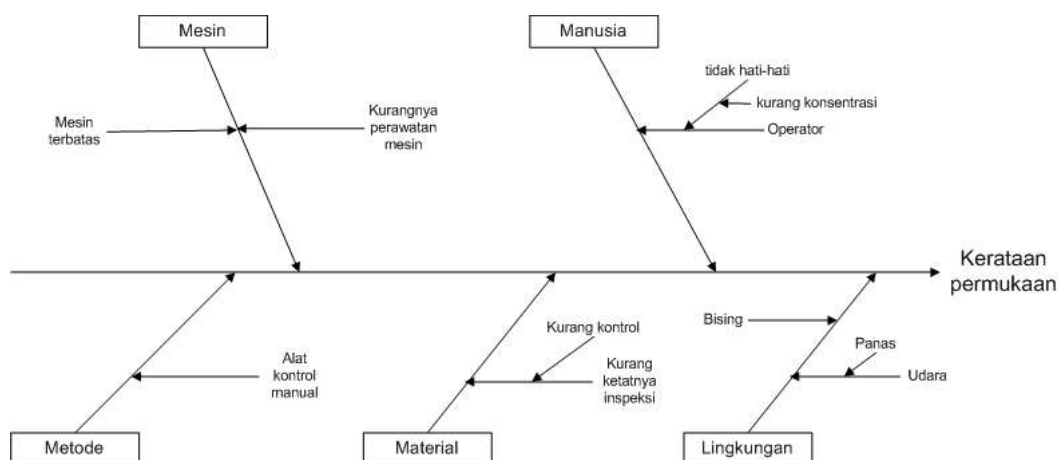 Mesin
Manusia
tidak hati-hati
kurang konsentrasi
Operator
Mesin
terbatas
Kurangnya
perawatan
mesin
Kerataan
permukaan
Bising
Kurang kontrol
Panas
Alat
kontrol
manual
Kurang
ketatnya
inspeksi
Udara
Metode
Material
Lingkungan